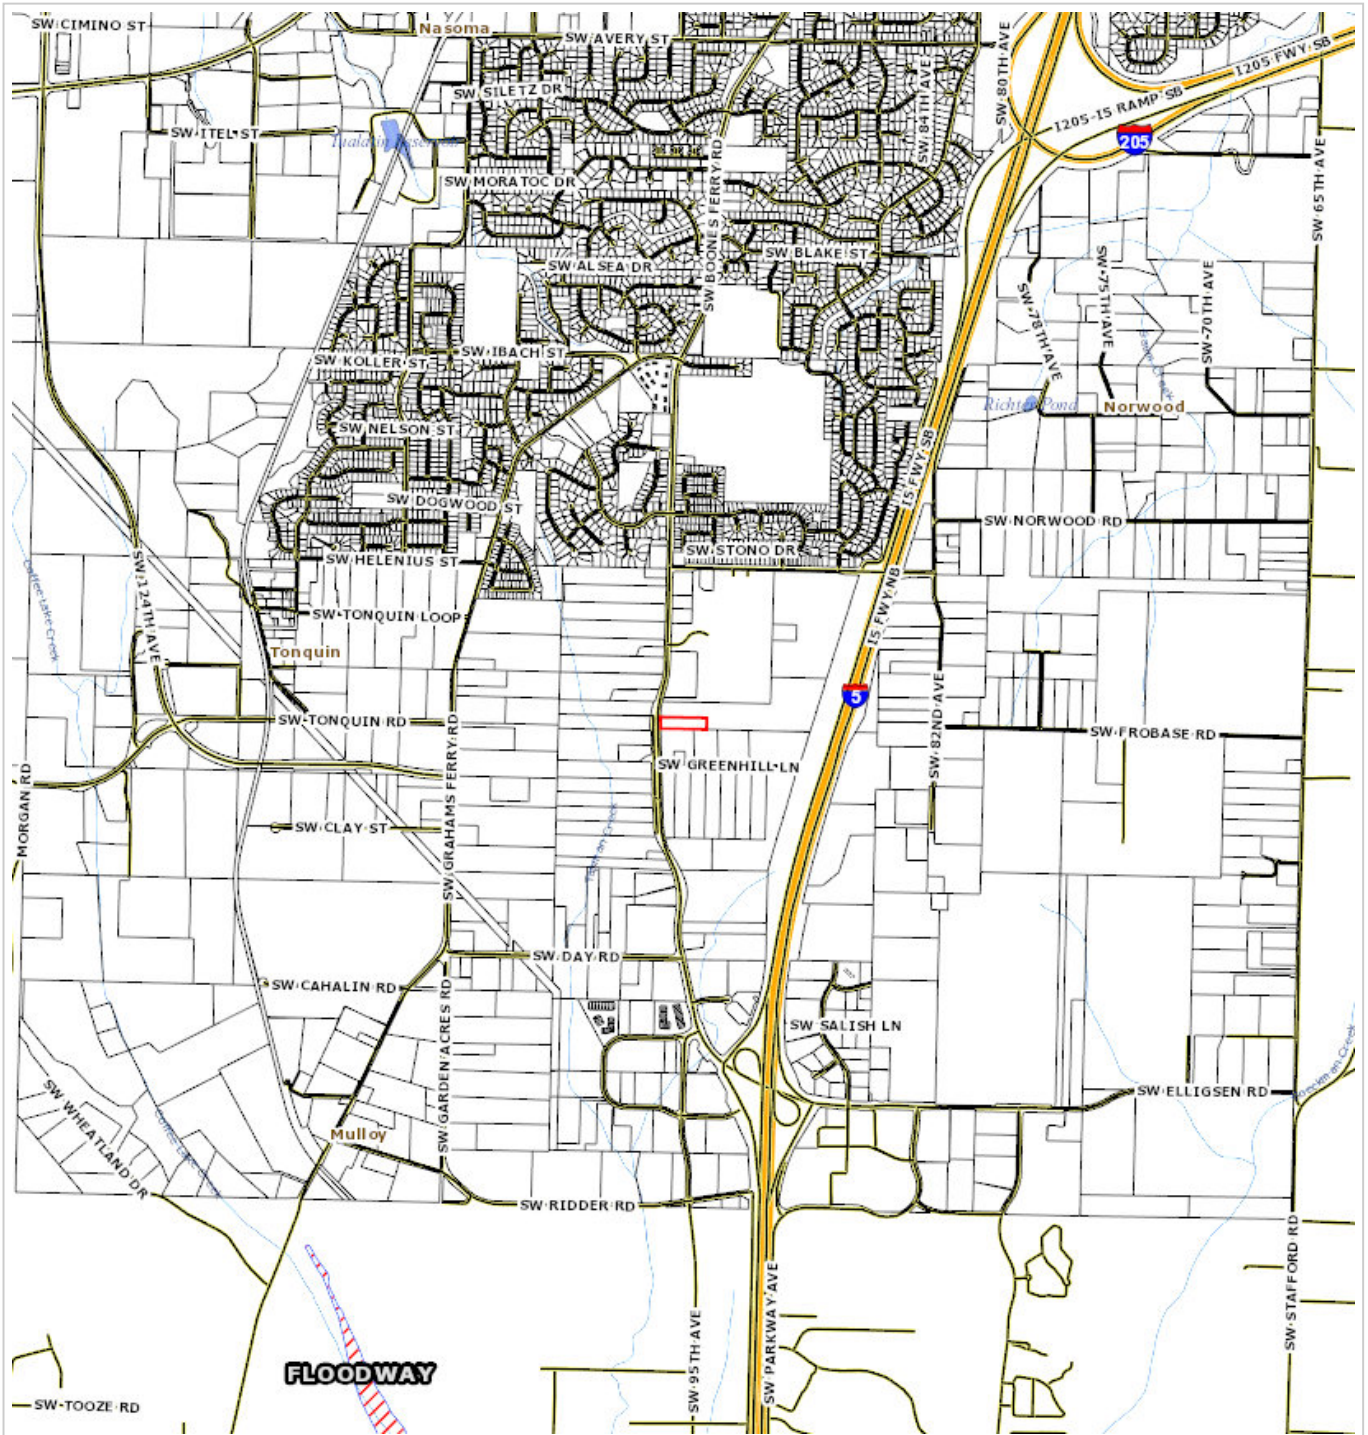 SW CIMINO ST
Nasoma
SW AVERY ST
SW 80TH AVE
I205 FWY SB
SW SILETZ DR
SW 84TH AVE
I205-I5 RAMP SB
205
SW ITEL ST
Tualatin Reservoir
SW BOONES FERRY RD
SW 65TH AVE
SW MORATOC DR
SW BLAKE ST
SW ALSEA DR
SW 75TH AVE
SW 70TH AVE
SW 78TH AVE
SW KOLLER ST
SW IBACH ST
Richter Pond
Norwood
SW NELSON ST
I5 FWY SB
SW DOGWOOD ST
SW NORWOOD RD
SW STONO DR
SW HELENIUS ST
SW 124TH AVE
Coffee Lake Creek
I5 FWY NB
SW TONQUIN LOOP
Tonquin
5
SW 82ND AVE
SW TONQUIN RD
SW GRAHAMS FERRY RD
SW FROBASE RD
SW GREENHILL LN
MORGAN RD
SW CLAY ST
SW DAY RD
SW CAHALIN RD
SW GARDEN ACRES RD
SW SALISH LN
SW ELLIGSEN RD
SW WHEATLAND DR
Coffee Lake Creek
Mulloy
SW RIDDER RD
SW STAFFORD RD
SW PARKWAY AVE
SW 95TH AVE
FLOODWAY
SW TOOZE RD